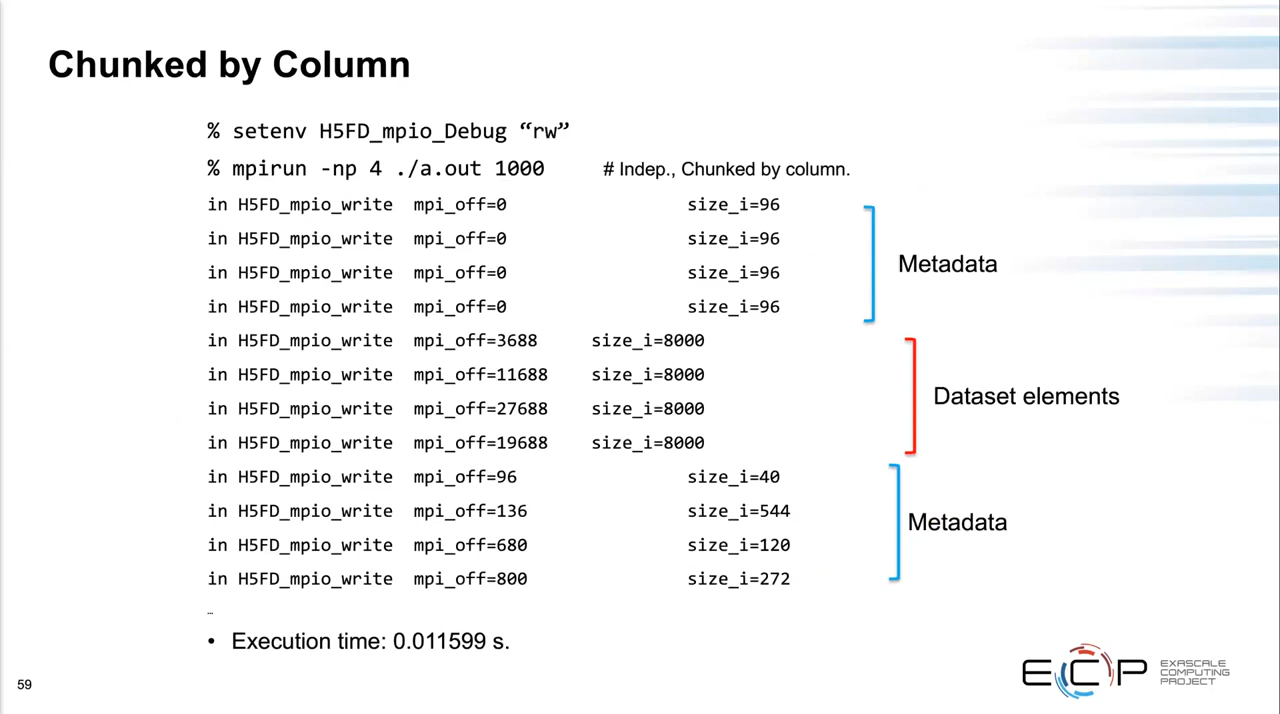 Chunked by Column
% setenv H5FD_mpio_Debug “rw”
% mpirun -np 4 ./a.out 1000 # Indep., Chunked by column.
in H5FD_mpio_write mpi_off=0 size_i=96
in H5FD_mpio_write mpi_off=0 size_i=96
in H5FD_mpio_write mpi_off=0 size_i=96
in H5FD_mpio_write mpi_off=0 size_i=96
Metadata
in H5FD_mpio_write mpi_off=3688 size_i=8000
in H5FD_mpio_write mpi_off=11688 size_i=8000
in H5FD_mpio_write mpi_off=27688 size_i=8000
in H5FD_mpio_write mpi_off=19688 size_i=8000
Dataset elements
in H5FD_mpio_write mpi_off=96 size_i=40
in H5FD_mpio_write mpi_off=136 size_i=544
in H5FD_mpio_write mpi_off=680 size_i=120
in H5FD_mpio_write mpi_off=800 size_i=272
Metadata
…
• Execution time: 0.011599 s.
59
ECP
EXASCALE
COMPUTING
PROJECT